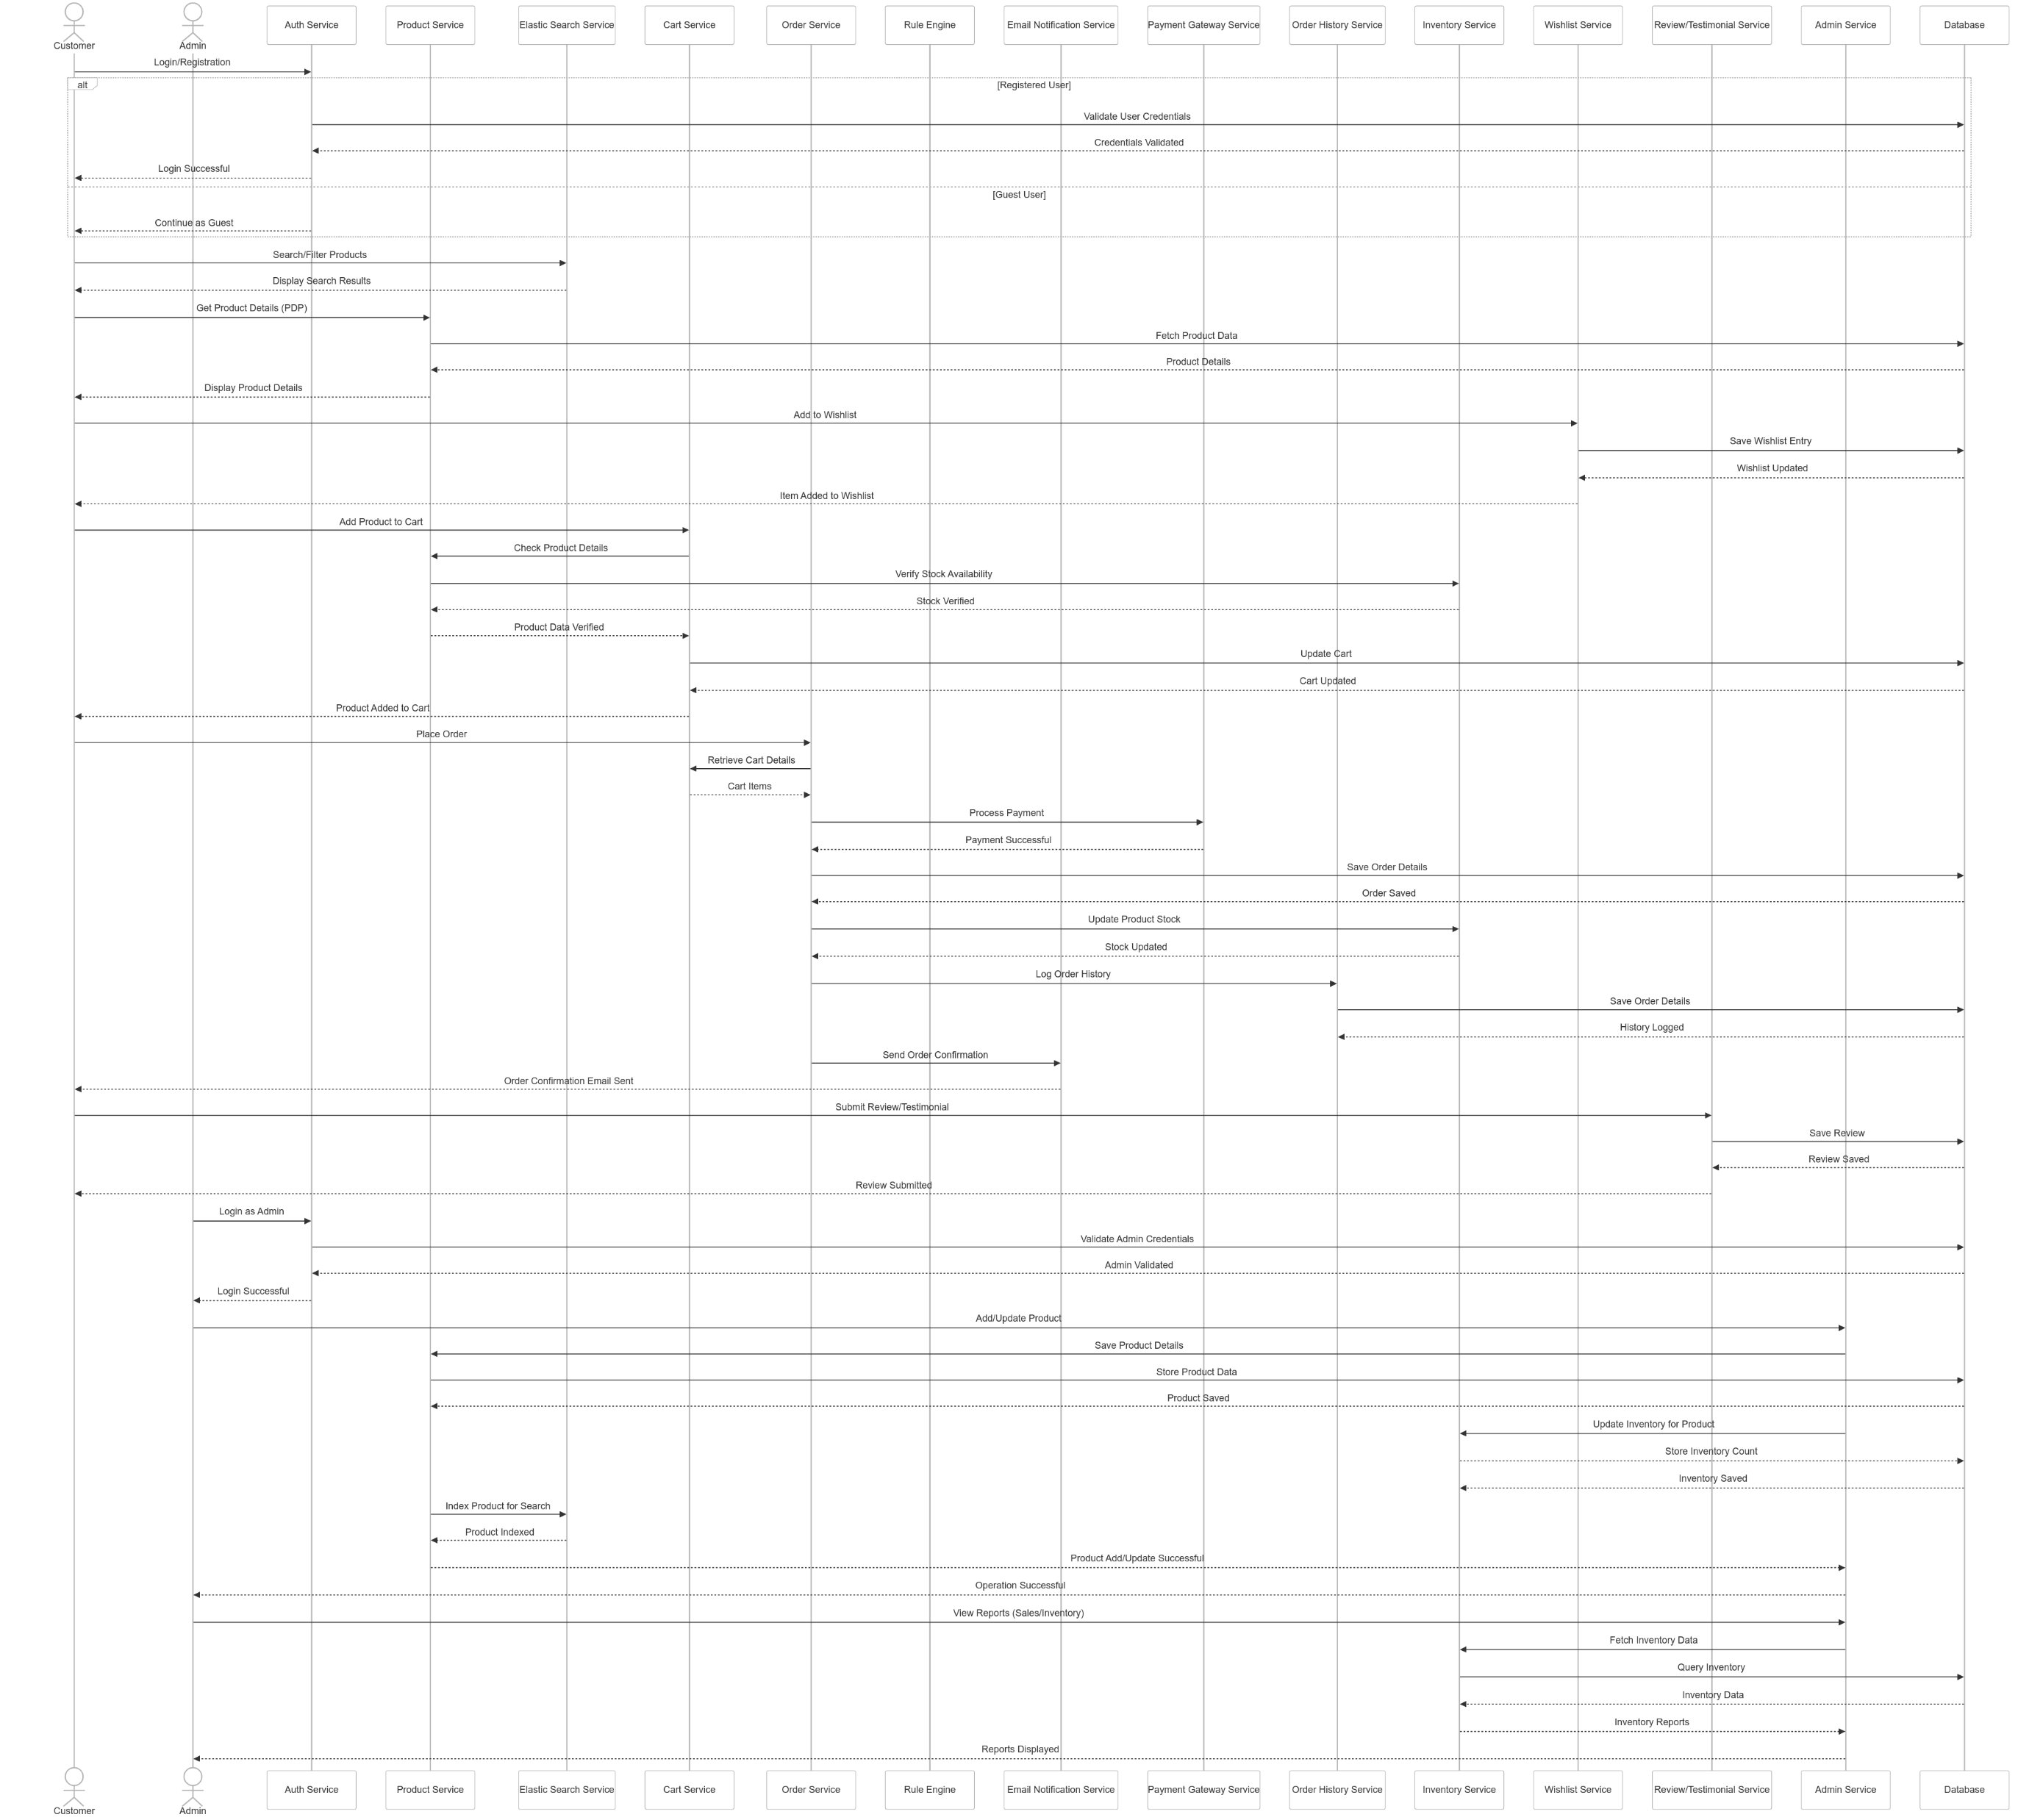 Customer
Admin
Auth Service
Product Service
Elastic Search Service
Cart Service
Order Service
Rule Engine
Email Notification Service
Payment Gateway Service
Order History Service
Inventory Service
Wishlist Service
Review/Testimonial Service
Admin Service
Database
Login/Registration
alt
[Registered User]
Validate User Credentials
Credentials Validated
Login Successful
[Guest User]
Continue as Guest
Search/Filter Products
Display Search Results
Get Product Details (PDP)
Fetch Product Data
Product Details
Display Product Details
Add to Wishlist
Save Wishlist Entry
Wishlist Updated
Item Added to Wishlist
Add Product to Cart
Check Product Details
Verify Stock Availability
Stock Verified
Product Data Verified
Update Cart
Cart Updated
Product Added to Cart
Place Order
Retrieve Cart Details
Cart Items
Process Payment
Payment Successful
Save Order Details
Order Saved
Update Product Stock
Stock Updated
Log Order History
Save Order Details
History Logged
Send Order Confirmation
Order Confirmation Email Sent
Submit Review/Testimonial
Save Review
Review Saved
Review Submitted
Login as Admin
Validate Admin Credentials
Admin Validated
Login Successful
Add/Update Product
Save Product Details
Store Product Data
Product Saved
Update Inventory for Product
Store Inventory Count
Inventory Saved
Index Product for Search
Product Indexed
Product Add/Update Successful
Operation Successful
View Reports (Sales/Inventory)
Fetch Inventory Data
Query Inventory
Inventory Data
Inventory Reports
Reports Displayed
Customer
Admin
Auth Service
Product Service
Elastic Search Service
Cart Service
Order Service
Rule Engine
Email Notification Service
Payment Gateway Service
Order History Service
Inventory Service
Wishlist Service
Review/Testimonial Service
Admin Service
Database